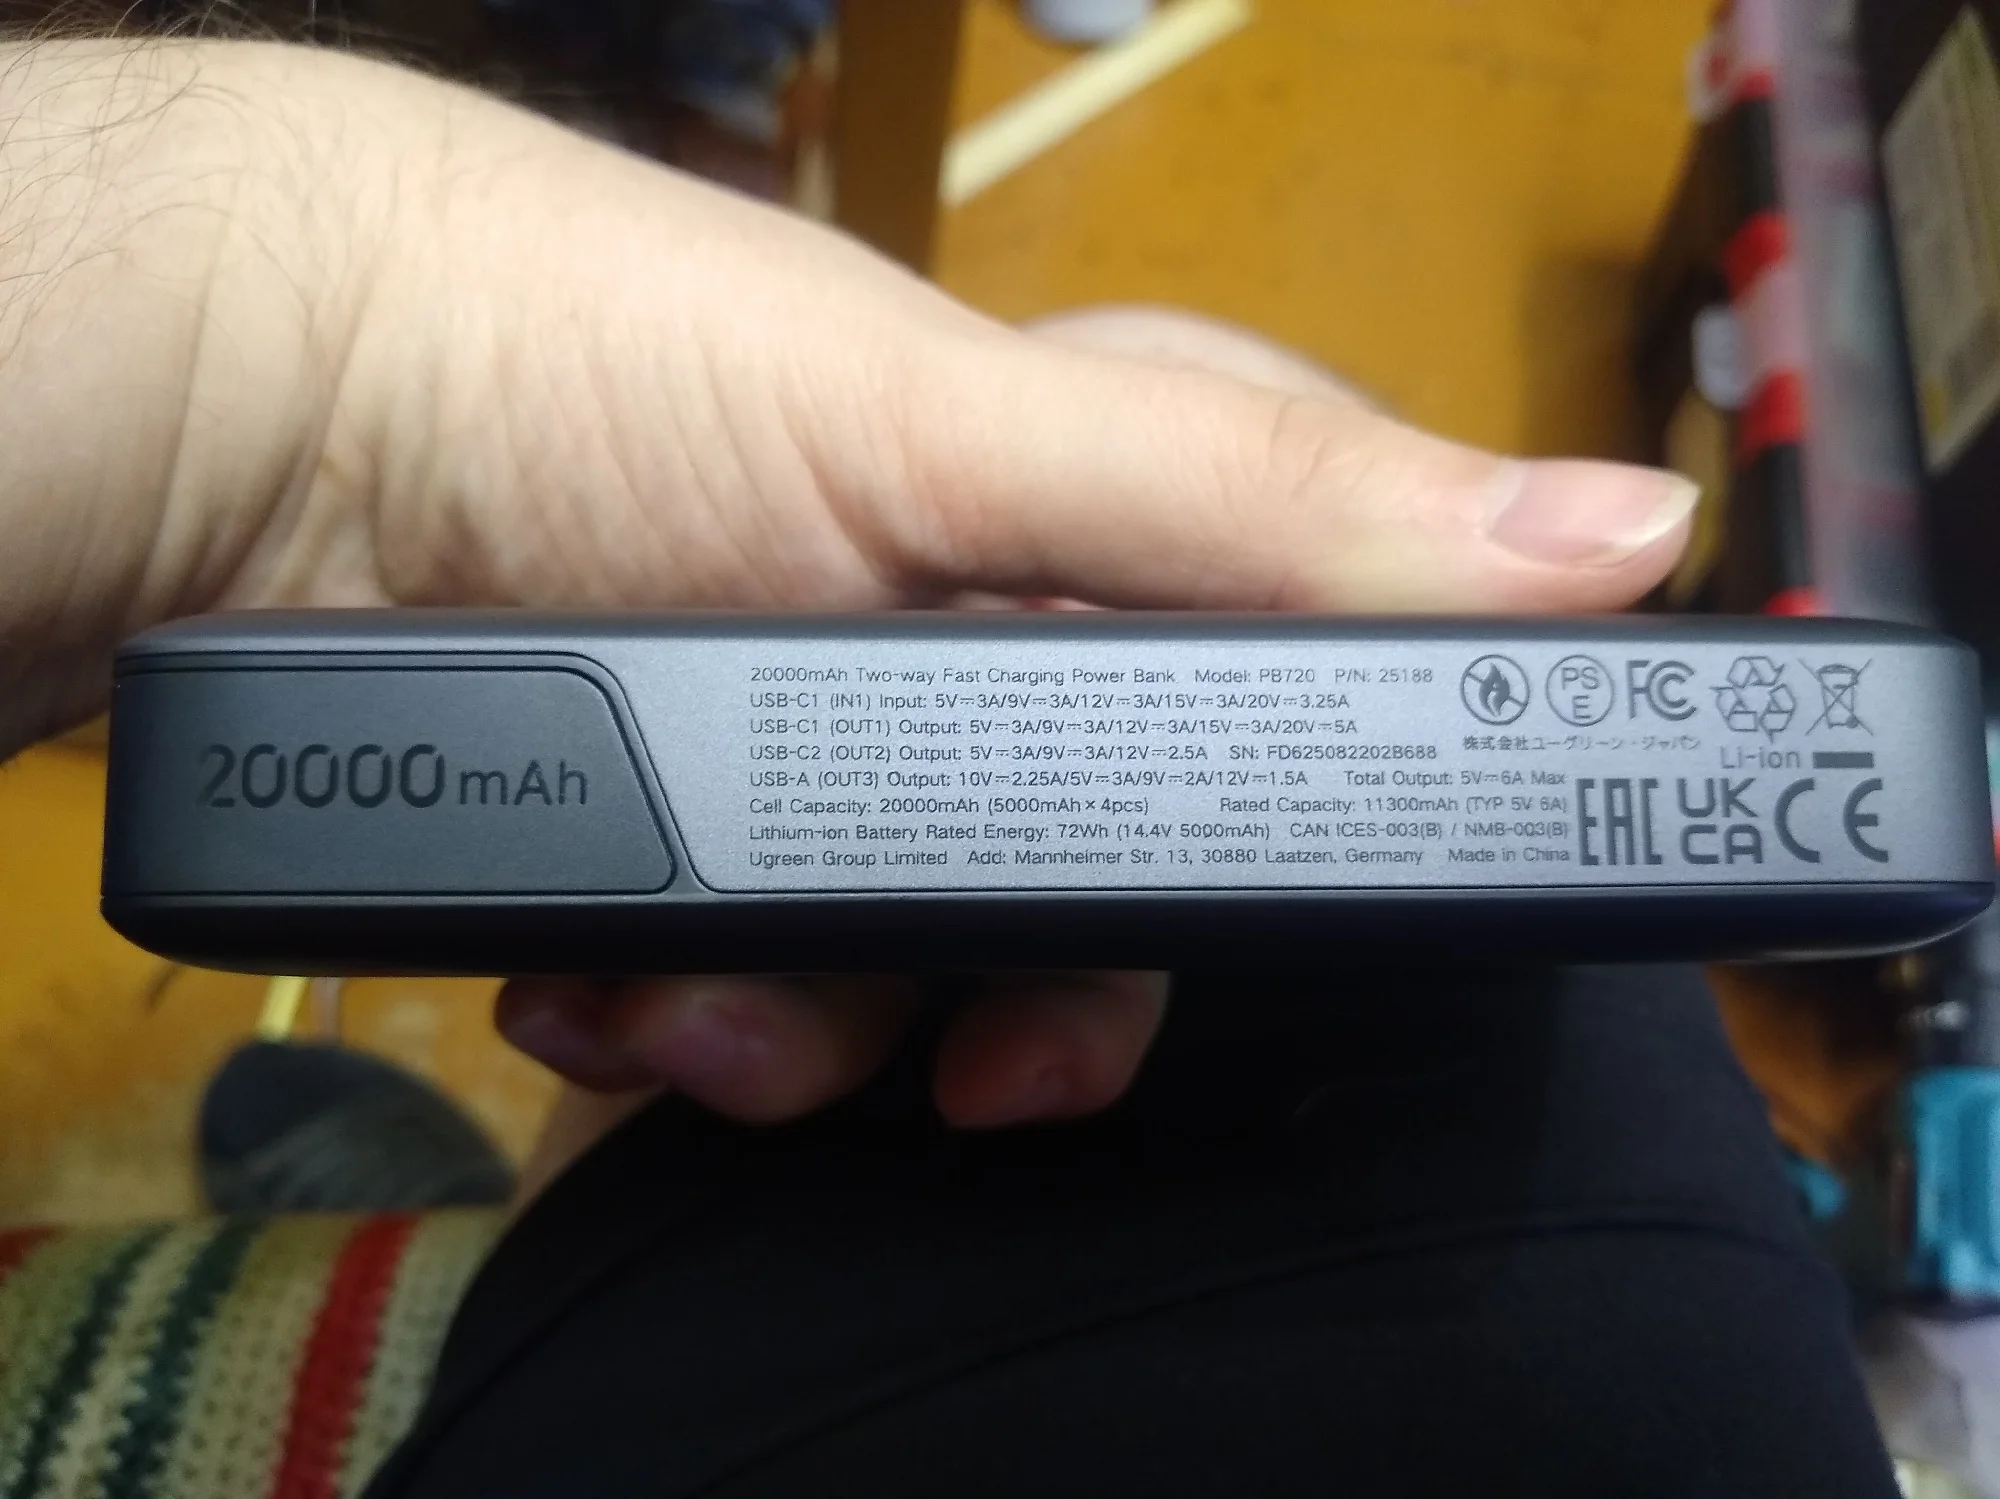 20000mAh
20000mAh Two-way Fast Charging Power Bank Model: PB720 P/N: 25188
USB-C1 (IN1) Input: 5V⎓3A/9V⎓3A/12V⎓3A/15V⎓3A/20V⎓3.25A
USB-C1 (OUT1) Output: 5V⎓3A/9V⎓3A/12V⎓3A/15V⎓3A/20V⎓5A
USB-C2 (OUT2) Output: 5V⎓3A/9V⎓3A/12V⎓2.5A SN: FD625082202B688
USB-A (OUT3) Output: 10V⎓2.25A/5V⎓3A/9V⎓2A/12V⎓1.5A Total Output: 5V⎓6A Max
Cell Capacity: 20000mAh (5000mAh×4pcs) Rated Capacity: 11300mAh (TYP 5V 6A)
Lithium-ion Battery Rated Energy: 72Wh (14.4V 5000mAh) CAN ICES-003(B) / NMB-003(B)
Ugreen Group Limited Add: Mannheimer Str. 13, 30880 Laatzen, Germany Made in China
PS E FC
株式会社ユーグリーン・ジャパン
Li-ion
EAC UK CA CE